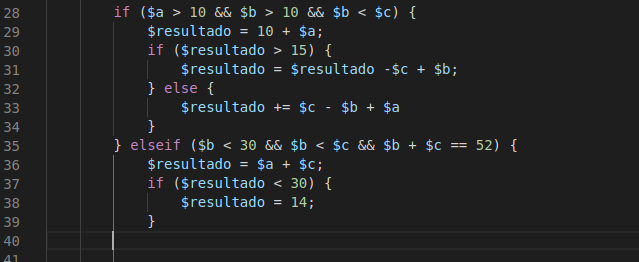 28 if ($a > 10 && $b > 10 && $b < $c) {
29 $resultado = 10 + $a;
30 if ($resultado > 15) {
31 $resultado = $resultado -$c + $b;
32 } else {
33 $resultado += $c - $b + $a
34 }
35 } elseif ($b < 30 && $b < $c && $b + $c == 52) {
36 $resultado = $a + $c;
37 if ($resultado < 30) {
38 $resultado = 14;
39 }
40
41